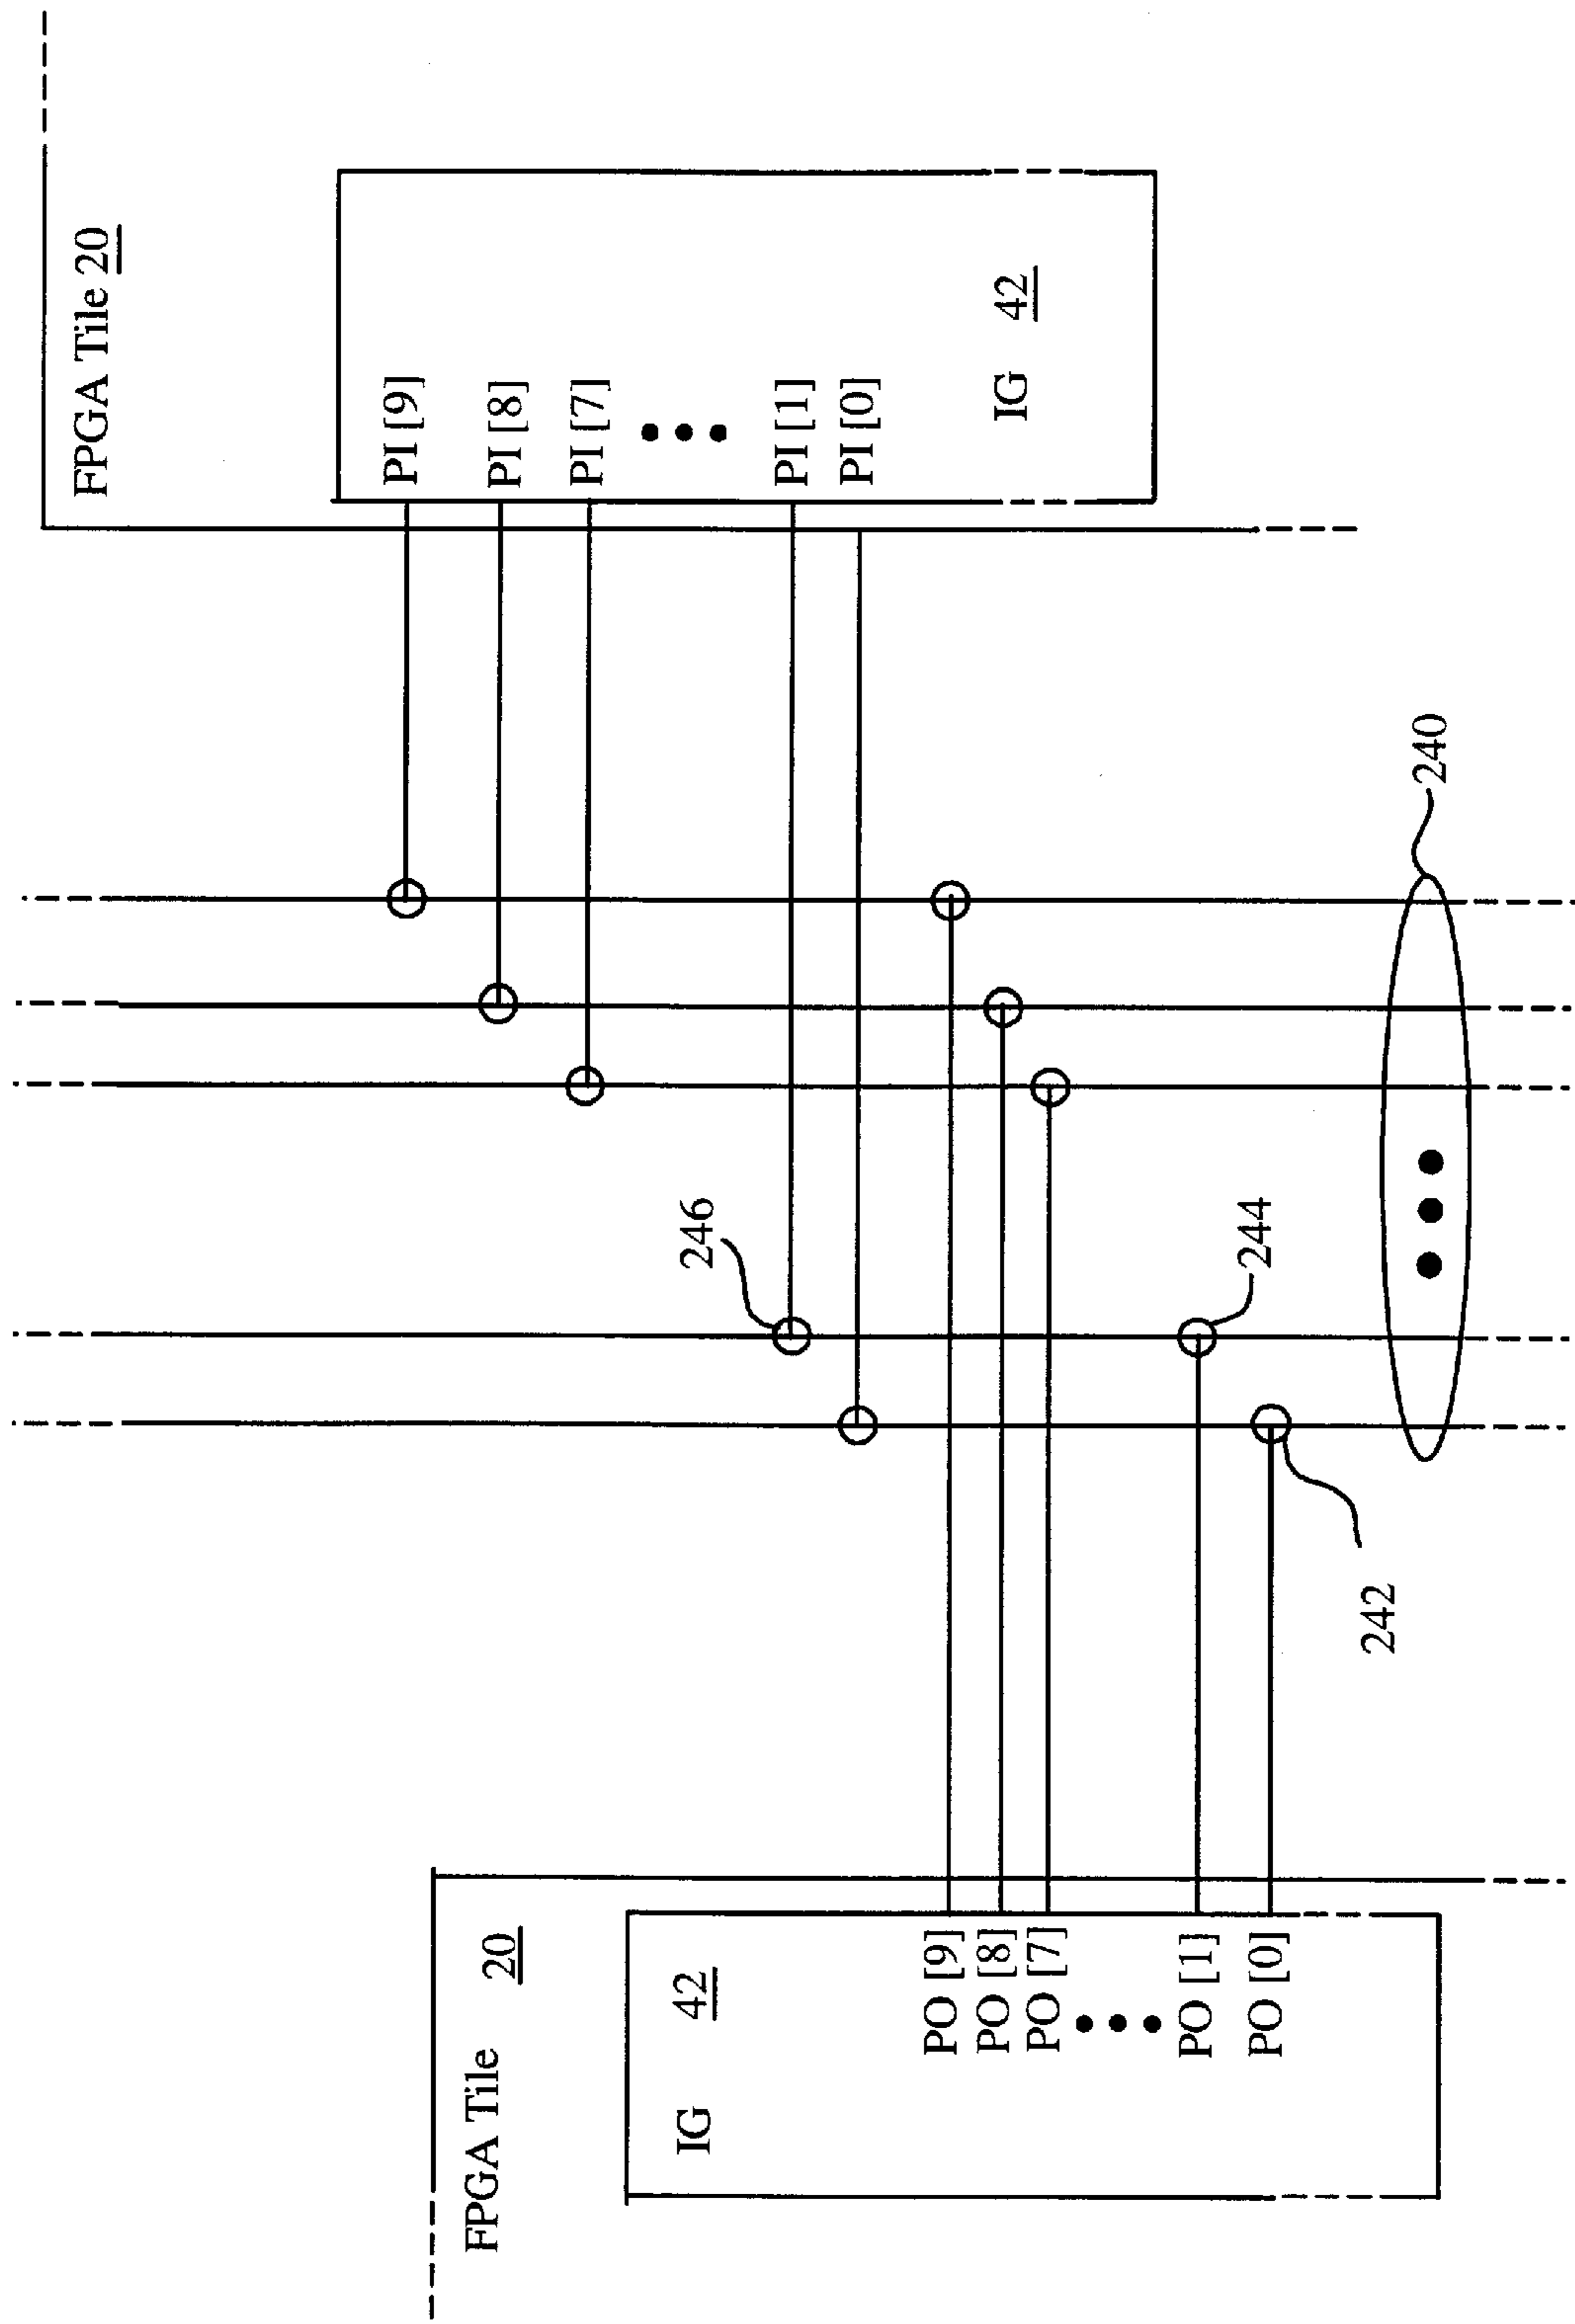 FPGA Tile 20
IG 42
PO [9]
PO [8]
PO [7]
PO [1]
PO [0]
242
244
246
240
FPGA Tile 20
PI [9]
PI [8]
PI [7]
PI [1]
PI [0]
IG 42